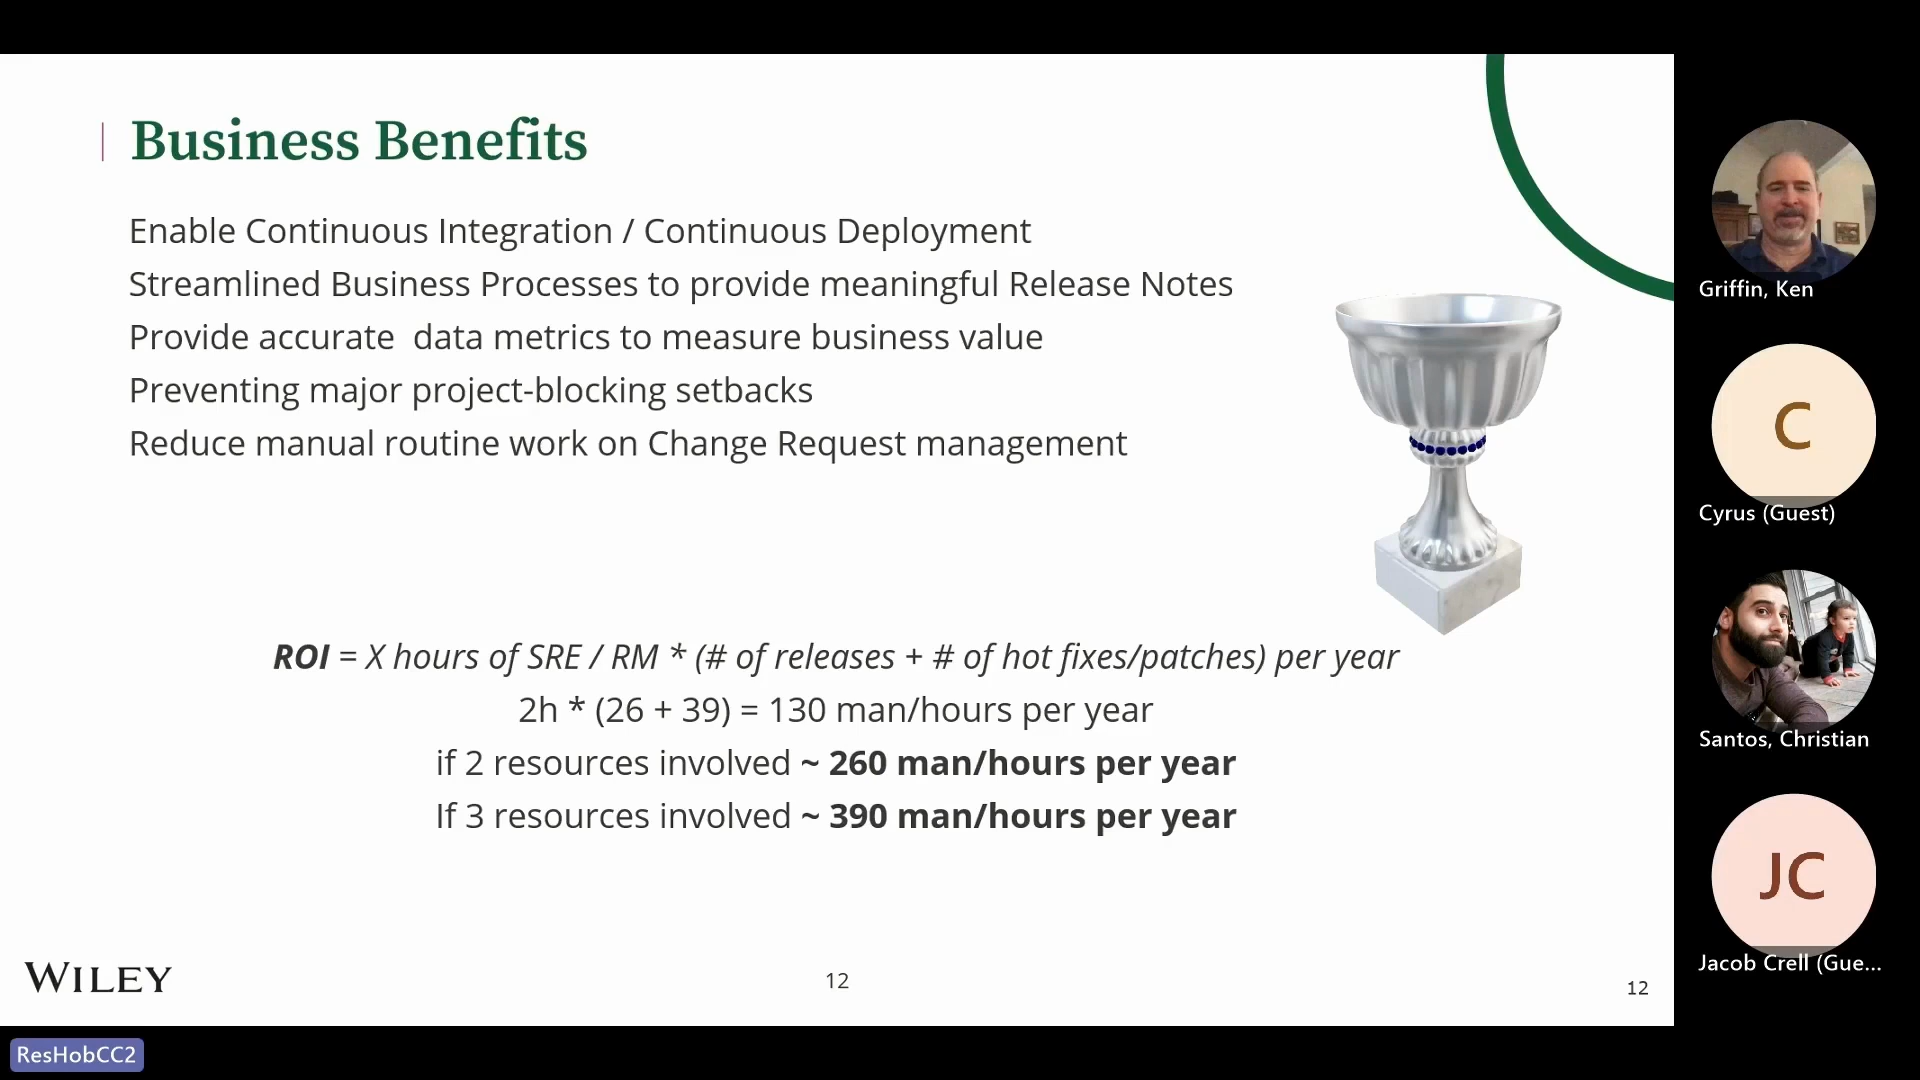 Business Benefits
Enable Continuous Integration / Continuous Deployment
Streamlined Business Processes to provide meaningful Release Notes
Provide accurate  data metrics to measure business value
Preventing major project-blocking setbacks
Reduce manual routine work on Change Request management
ROI = X hours of SRE / RM * (# of releases + # of hot fixes/patches) per year
2h * (26 + 39) = 130 man/hours per year
if 2 resources involved ~ 260 man/hours per year
If 3 resources involved ~ 390 man/hours per year
WILEY
12
12
Griffin, Ken
C
Cyrus (Guest)
Santos, Christian
JC
Jacob Crell (Gue...
ResHobCC2